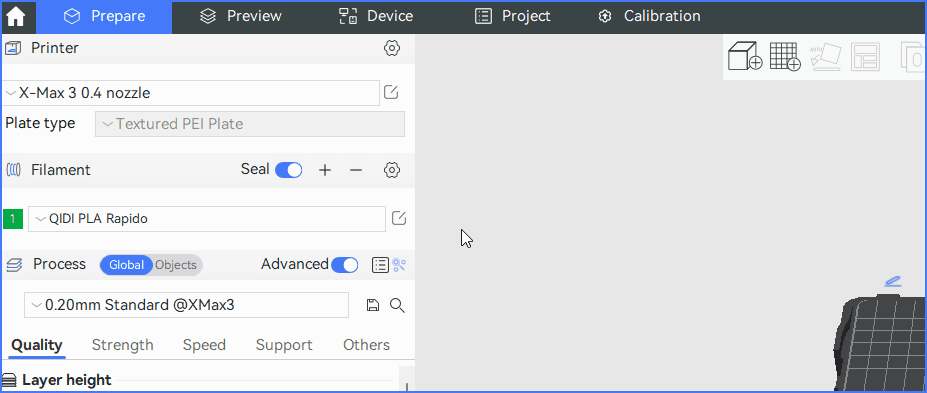 Prepare Preview Device Project Calibration
Printer
X-Max 3 0.4 nozzle
Plate type Textured PEI Plate
Filament Seal
1 QIDI PLA Rapido
Process Global Objects Advanced
0.20mm Standard @XMax3
Quality Strength Speed Support Others
Layer height